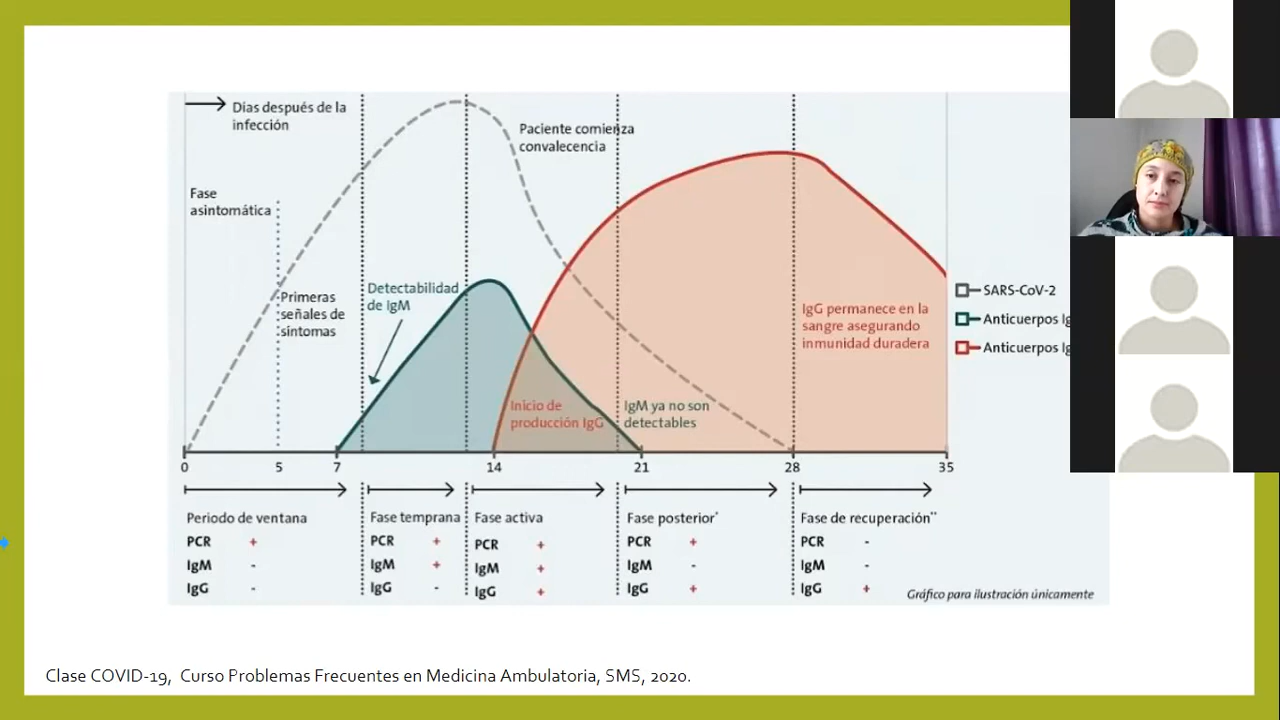 Días después de la
infección
Paciente comienza
convalecencia
Fase
asintomática
Primeras
señales de
síntomas
Detectabilidad
de IgM
IgG permanece en la
sangre asegurando
inmunidad duradera
SARS-CoV-2
Anticuerpos
Anticuerpos
Inicio de
producción IgG
IgM ya no son
detectables
0 5 7 14 21 28 35
Periodo de ventana
PCR +
IgM -
IgG -
Fase temprana
PCR +
IgM +
IgG -
Fase activa
PCR +
IgM +
IgG +
Fase posterior*
PCR +
IgM -
IgG +
Fase de recuperación**
PCR -
IgM -
IgG +
Gráfico para ilustración únicamente
Clase COVID-19, Curso Problemas Frecuentes en Medicina Ambulatoria, SMS, 2020.